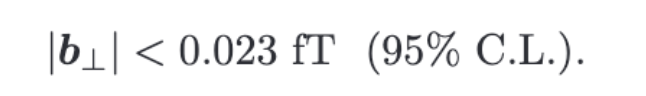 |b⊥| < 0.023 fT (95% C.L.).